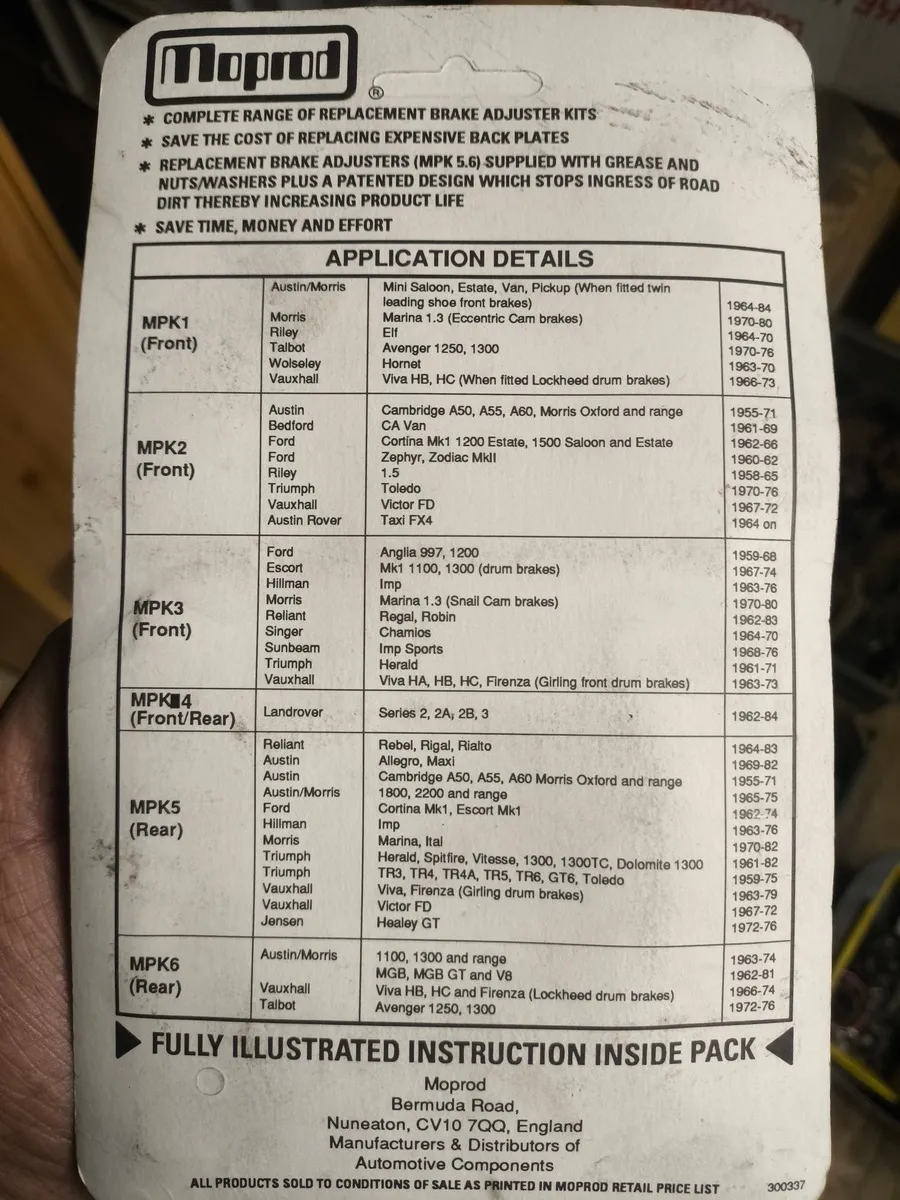 Moprod
®
* COMPLETE RANGE OF REPLACEMENT BRAKE ADJUSTER KITS
* SAVE THE COST OF REPLACING EXPENSIVE BACK PLATES
* REPLACEMENT BRAKE ADJUSTERS (MPK 5.6) SUPPLIED WITH GREASE AND
NUTS/WASHERS PLUS A PATENTED DESIGN WHICH STOPS INGRESS OF ROAD
DIRT THEREBY INCREASING PRODUCT LIFE
* SAVE TIME, MONEY AND EFFORT
APPLICATION DETAILS
MPK1
(Front)
Austin/Morris Mini Saloon, Estate, Van, Pickup (When fitted twin
leading shoe front brakes) 1964-84
Morris Marina 1.3 (Eccentric Cam brakes) 1970-80
Riley Elf 1964-70
Talbot Avenger 1250, 1300 1970-76
Wolseley Hornet 1963-70
Vauxhall Viva HB, HC (When fitted Lockheed drum brakes) 1966-73
MPK2
(Front)
Austin Cambridge A50, A55, A60, Morris Oxford and range 1955-71
Bedford CA Van 1961-69
Ford Cortina Mk1 1200 Estate, 1500 Saloon and Estate 1962-66
Ford Zephyr, Zodiac MkII 1960-62
Riley 1.5 1958-65
Triumph Toledo 1970-76
Vauxhall Victor FD 1967-72
Austin Rover Taxi FX4 1964 on
MPK3
(Front)
Ford Anglia 997, 1200 1959-68
Escort Mk1 1100, 1300 (drum brakes) 1967-74
Hillman Imp 1963-76
Morris Marina 1.3 (Snail Cam brakes) 1970-80
Reliant Regal, Robin 1962-83
Singer Chamios 1964-70
Sunbeam Imp Sports 1968-76
Triumph Herald 1961-71
Vauxhall Viva HA, HB, HC, Firenza (Girling front drum brakes) 1963-73
MPK 4
(Front/Rear)
Landrover Series 2, 2A, 2B, 3 1962-84
MPK5
(Rear)
Reliant Rebel, Rigal, Rialto 1964-83
Austin Allegro, Maxi 1969-82
Austin Cambridge A50, A55, A60 Morris Oxford and range 1955-71
Austin/Morris 1800, 2200 and range 1965-75
Ford Cortina Mk1, Escort Mk1 1962-74
Hillman Imp 1963-76
Morris Marina, Ital 1970-82
Triumph Herald, Spitfire, Vitesse, 1300, 1300TC, Dolomite 1300 1961-82
Triumph TR3, TR4, TR4A, TR5, TR6, GT6, Toledo 1959-75
Vauxhall Viva, Firenza (Girling drum brakes) 1963-79
Vauxhall Victor FD 1967-72
Jensen Healey GT 1972-76
MPK6
(Rear)
Austin/Morris 1100, 1300 and range 1963-74
MGB, MGB GT and V8 1962-81
Vauxhall Viva HB, HC and Firenza (Lockheed drum brakes) 1966-74
Talbot Avenger 1250, 1300 1972-76
FULLY ILLUSTRATED INSTRUCTION INSIDE PACK
Moprod
Bermuda Road,
Nuneaton, CV10 7QQ, England
Manufacturers & Distributors of
Automotive Components
ALL PRODUCTS SOLD TO CONDITIONS OF SALE AS PRINTED IN MOPROD RETAIL PRICE LIST 300337